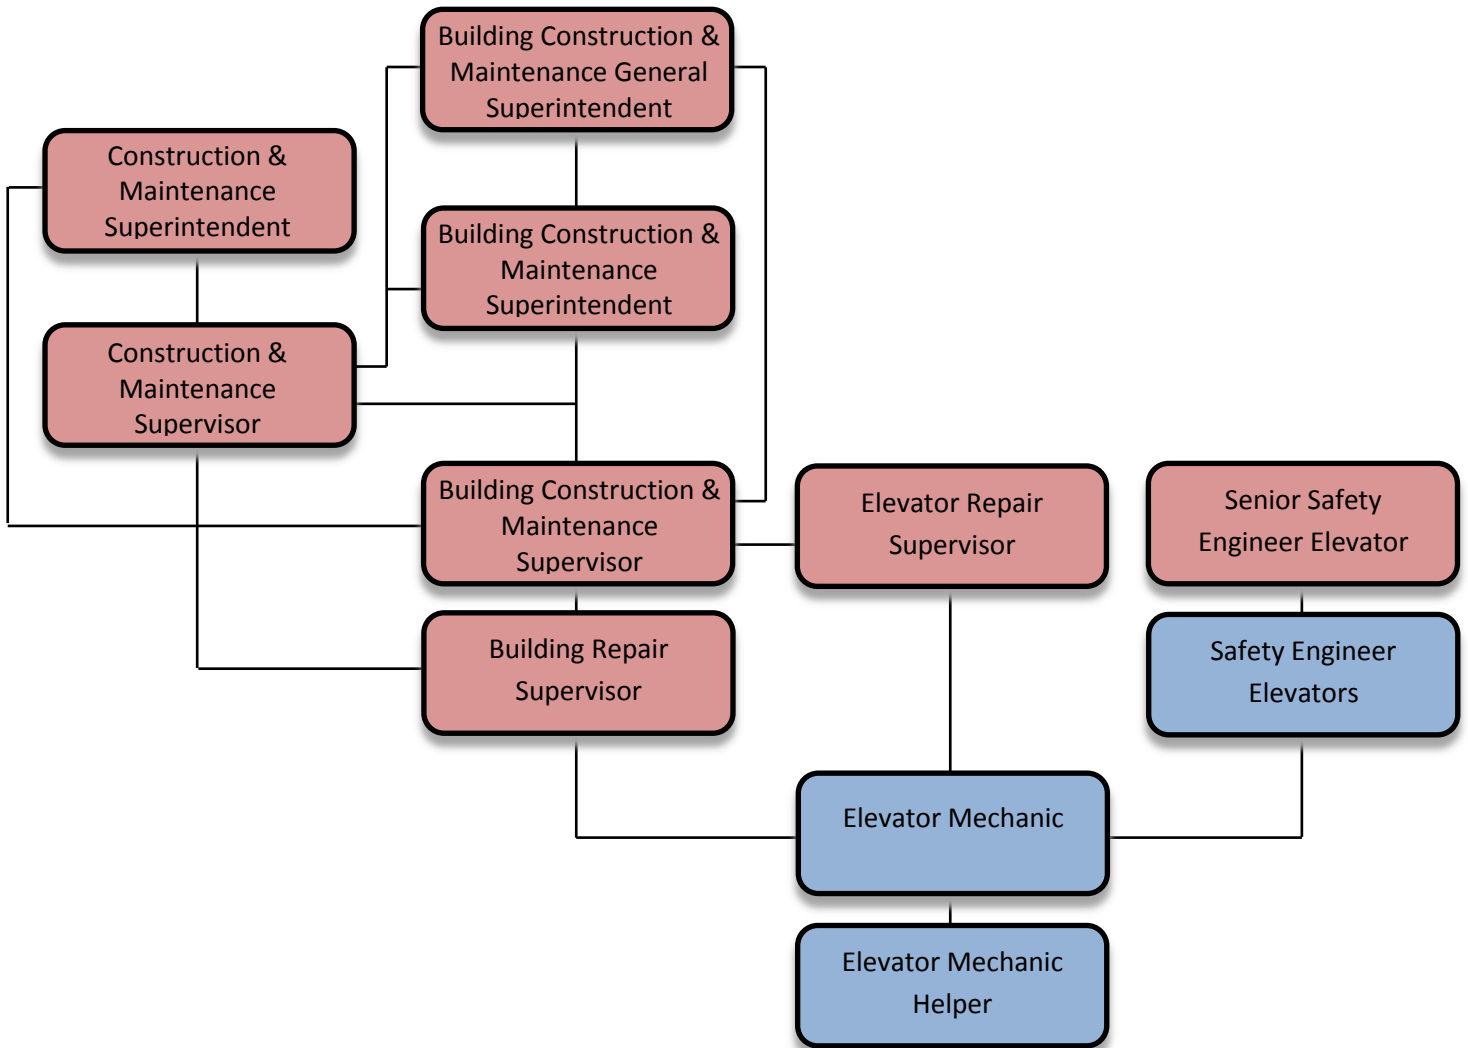 Building Construction &
Maintenance General
Superintendent
Construction &
Maintenance
Superintendent
Building Construction &
Maintenance
Superintendent
Construction &
Maintenance
Supervisor
Building Construction &
Maintenance
Supervisor
Elevator Repair
Supervisor
Senior Safety
Engineer Elevator
Building Repair
Supervisor
Safety Engineer
Elevators
Elevator Mechanic
Elevator Mechanic
Helper